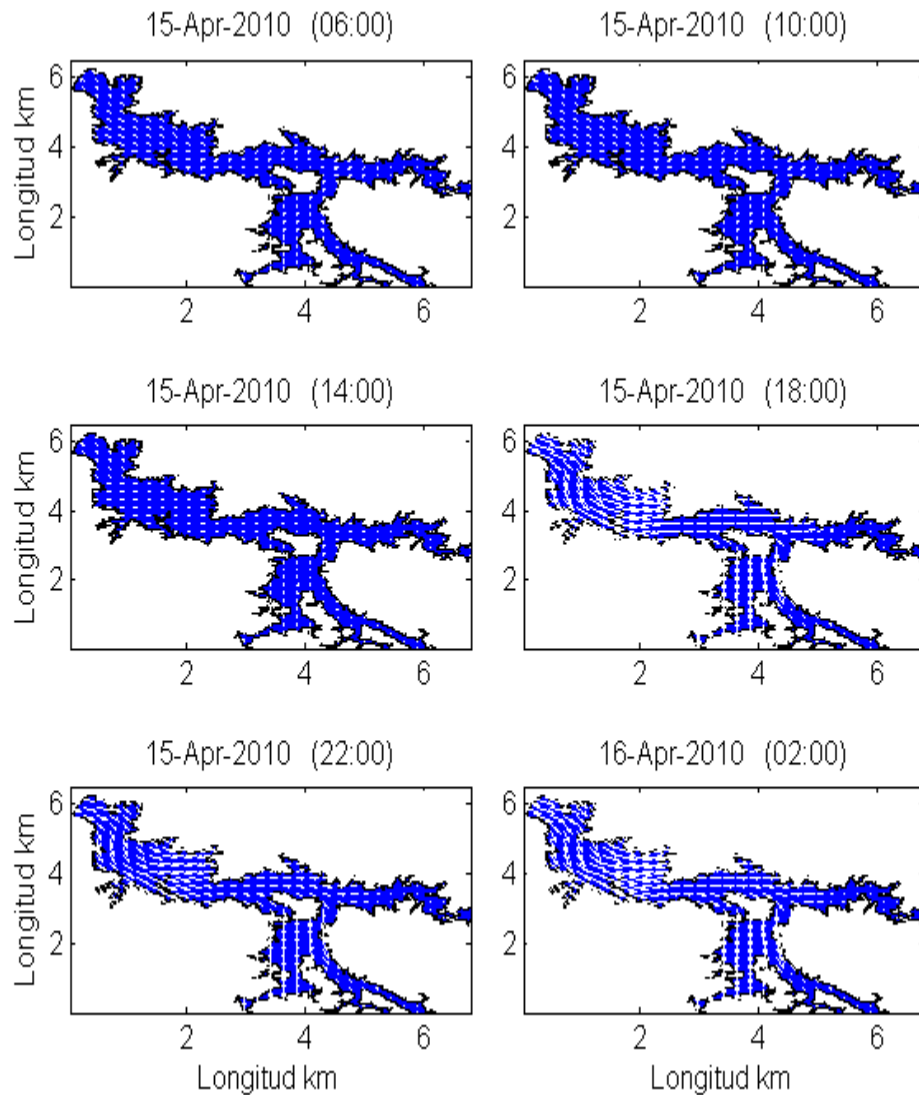 15-Apr-2010 (06:00)
15-Apr-2010 (10:00)
Longitud km
6
4
2
2 4 6
6
4
2
2 4 6
15-Apr-2010 (14:00)
15-Apr-2010 (18:00)
Longitud km
6
4
2
2 4 6
6
4
2
2 4 6
15-Apr-2010 (22:00)
16-Apr-2010 (02:00)
Longitud km
6
4
2
2 4 6
Longitud km
6
4
2
2 4 6
Longitud km